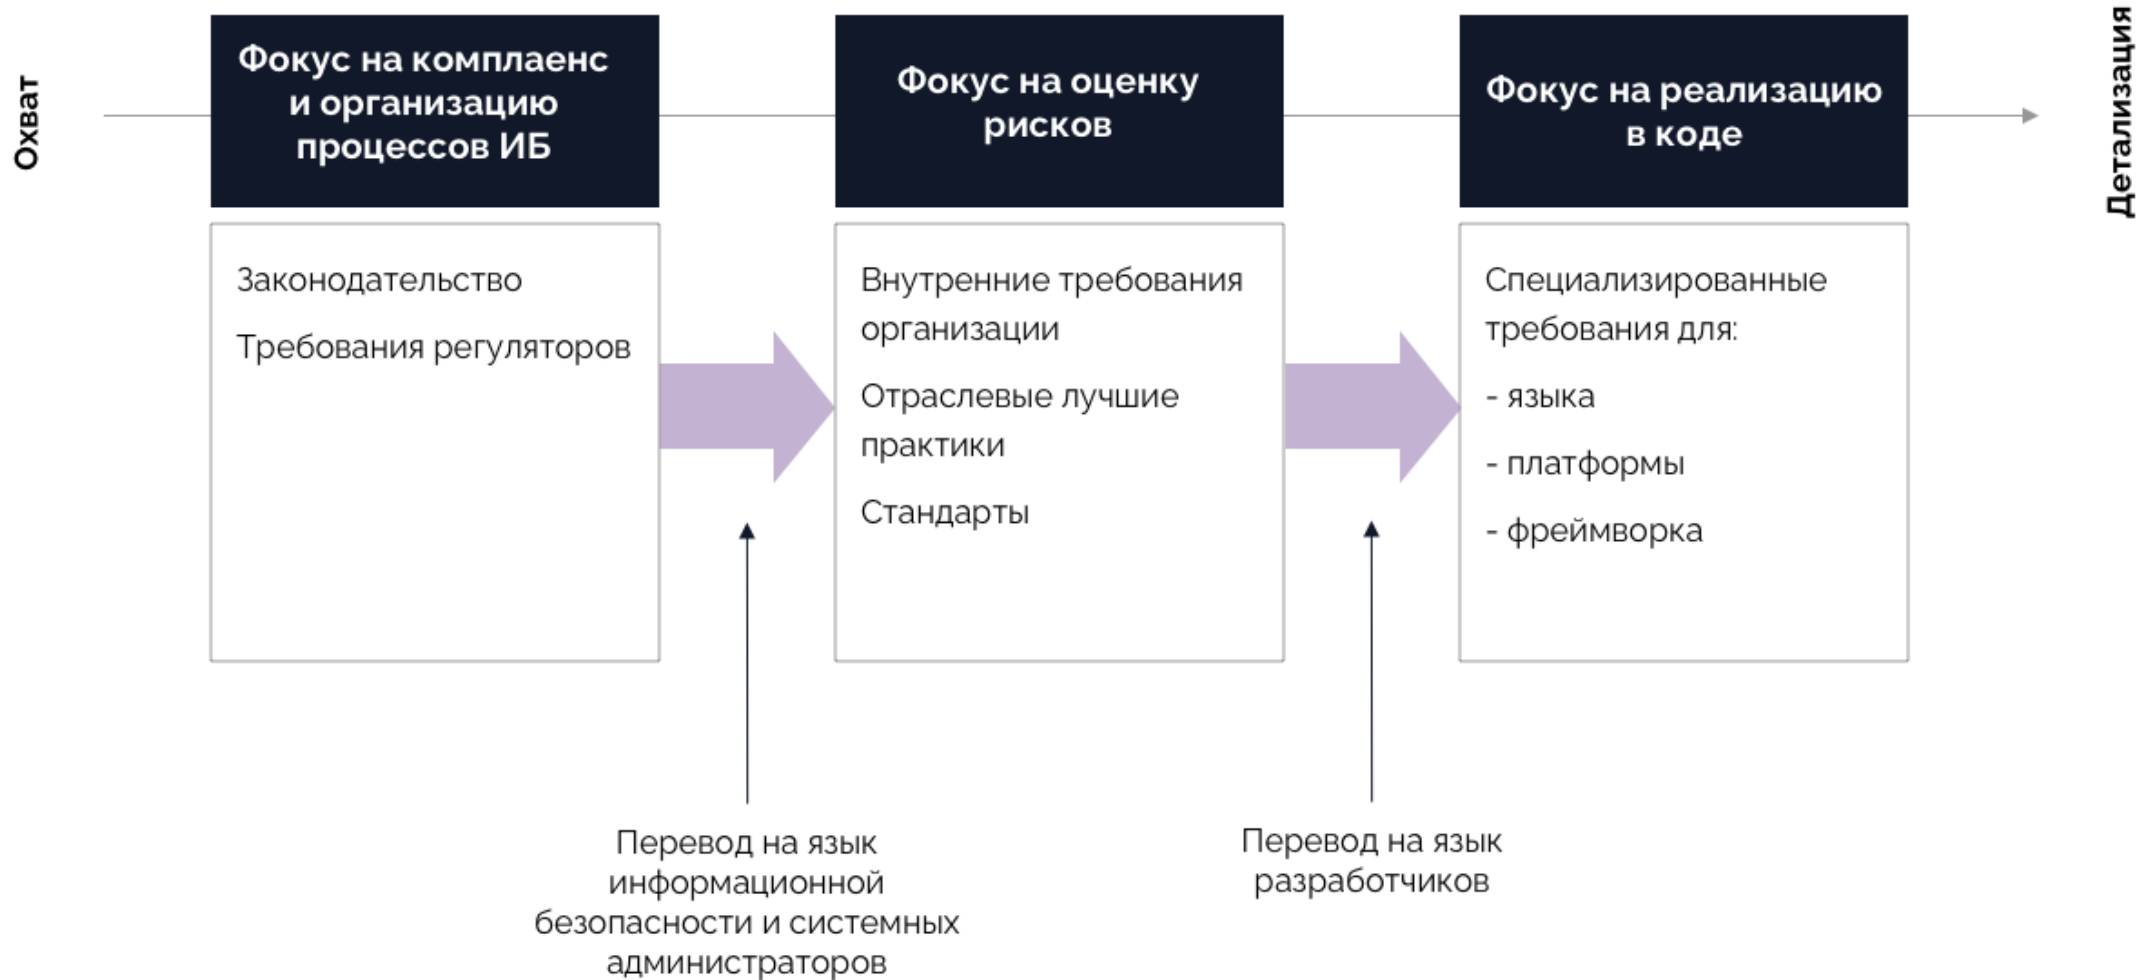 Охват
Фокус на комплаенс
и организацию
процессов ИБ
Фокус на оценку
рисков
Фокус на реализацию
в коде
Детализация
Законодательство
Требования регуляторов
Внутренние требования
организации
Отраслевые лучшие
практики
Стандарты
Специализированные
требования для:
- языка
- платформы
- фреймворка
Перевод на язык
информационной
безопасности и системных
администраторов
Перевод на язык
разработчиков